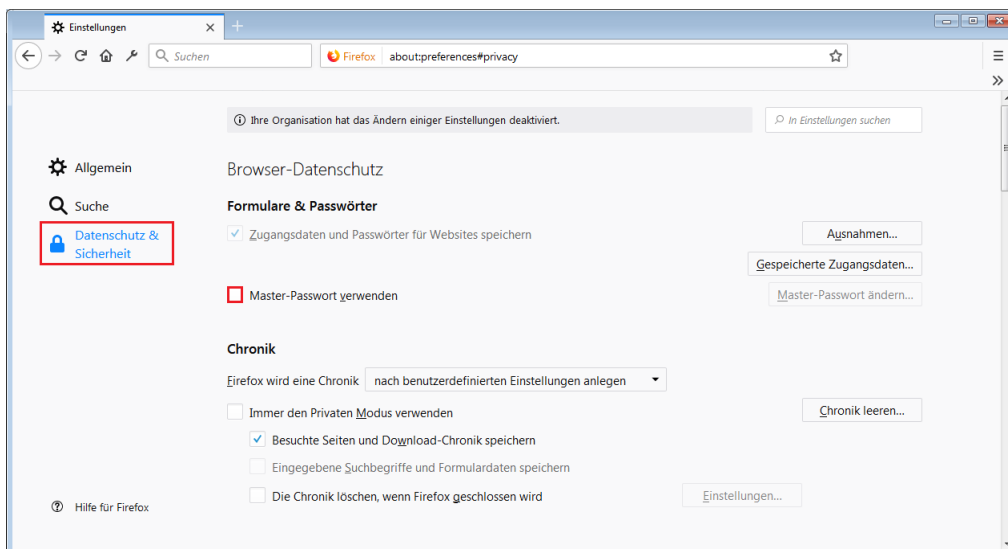 Einstellungen
Suchen
Firefox about:preferences#privacy
Ihre Organisation hat das Ändern einiger Einstellungen deaktiviert.
In Einstellungen suchen
Allgemein
Suche
Datenschutz &
Sicherheit
Browser-Datenschutz
Formulare & Passwörter
Zugangsdaten und Passwörter für Websites speichern
Ausnahmen...
Gespeicherte Zugangsdaten...
Master-Passwort verwenden
Master-Passwort ändern...
Chronik
Firefox wird eine Chronik nach benutzerdefinierten Einstellungen anlegen
Immer den Privaten Modus verwenden
Chronik leeren...
Besuchte Seiten und Download-Chronik speichern
Eingegebene Suchbegriffe und Formulardaten speichern
Die Chronik löschen, wenn Firefox geschlossen wird
Einstellungen...
Hilfe für Firefox